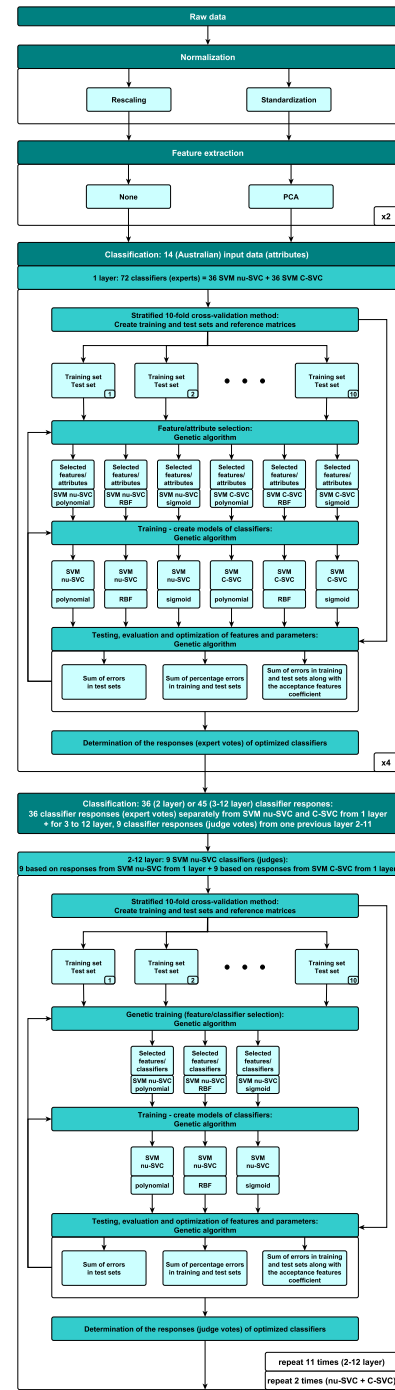 Raw data
Normalization
Rescaling
Standardization
Feature extraction
None
PCA
x2
Classification: 14 (Australian) input data (attributes)
1 layer: 72 classifiers (experts) = 36 SVM nu-SVC + 36 SVM C-SVC
Stratified 10-fold cross-validation method:
Create training and test sets and reference matrices
Training set
Test set
1
Training set
Test set
2
• • •
Training set
Test set
10
Feature/attribute selection:
Genetic algorithm
Selected
features/
attributes
SVM nu-SVC
polynomial
Selected
features/
attributes
SVM nu-SVC
RBF
Selected
features/
attributes
SVM nu-SVC
sigmoid
Selected
features/
attributes
SVM C-SVC
polynomial
Selected
features/
attributes
SVM C-SVC
RBF
Selected
features/
attributes
SVM C-SVC
sigmoid
Training - create models of classifiers:
Genetic algorithm
SVM
nu-SVC
polynomial
SVM
nu-SVC
RBF
SVM
nu-SVC
sigmoid
SVM
C-SVC
polynomial
SVM
C-SVC
RBF
SVM
C-SVC
sigmoid
Testing, evaluation and optimization of features and parameters:
Genetic algorithm
Sum of errors
in test sets
Sum of percentage errors
in training and test sets
Sum of errors in training
and test sets along with
the acceptance features
coefficient
Determination of the responses (expert votes) of optimized classifiers
x4
Classification: 36 (2 layer) or 45 (3-12 layer) classifier respones:
36 classifier responses (expert votes) separately from SVM nu-SVC and C-SVC from 1 layer
+ for 3 to 12 layer, 9 classifier responses (judge votes) from one previous layer 2-11
2-12 layer: 9 SVM nu-SVC classifiers (judges):
9 based on responses from SVM nu-SVC from 1 layer + 9 based on responses from SVM C-SVC from 1 layer
Stratified 10-fold cross-validation method:
Create training and test sets and reference matrices
Training set
Test set
1
Training set
Test set
2
• • •
Training set
Test set
10
Genetic training (feature/classifier selection):
Genetic algorithm
Selected
features/
classifiers
SVM nu-SVC
polynomial
Selected
features/
classifiers
SVM nu-SVC
RBF
Selected
features/
classifiers
SVM nu-SVC
sigmoid
Training - create models of classifiers:
Genetic algorithm
SVM
nu-SVC
polynomial
SVM
nu-SVC
RBF
SVM
nu-SVC
sigmoid
Testing, evaluation and optimization of features and parameters:
Genetic algorithm
Sum of errors
in test sets
Sum of percentage errors
in training and test sets
Sum of errors in training
and test sets along with
the acceptance features
coefficient
Determination of the responses (judge votes) of optimized classifiers
repeat 11 times (2-12 layer)
repeat 2 times (nu-SVC + C-SVC)